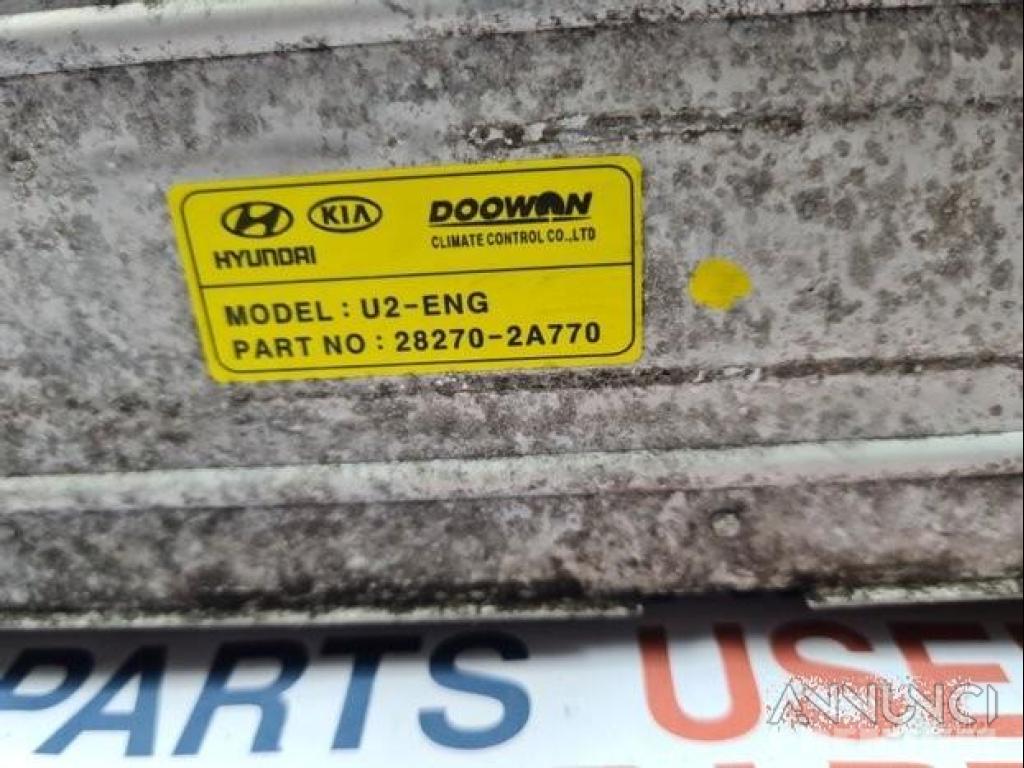 HYUNDAI KIA DOOWON
CLIMATE CONTROL CO.,LTD
MODEL : U2-ENG
PART NO : 28270-2A770
PARTS USE
ANNUNCI